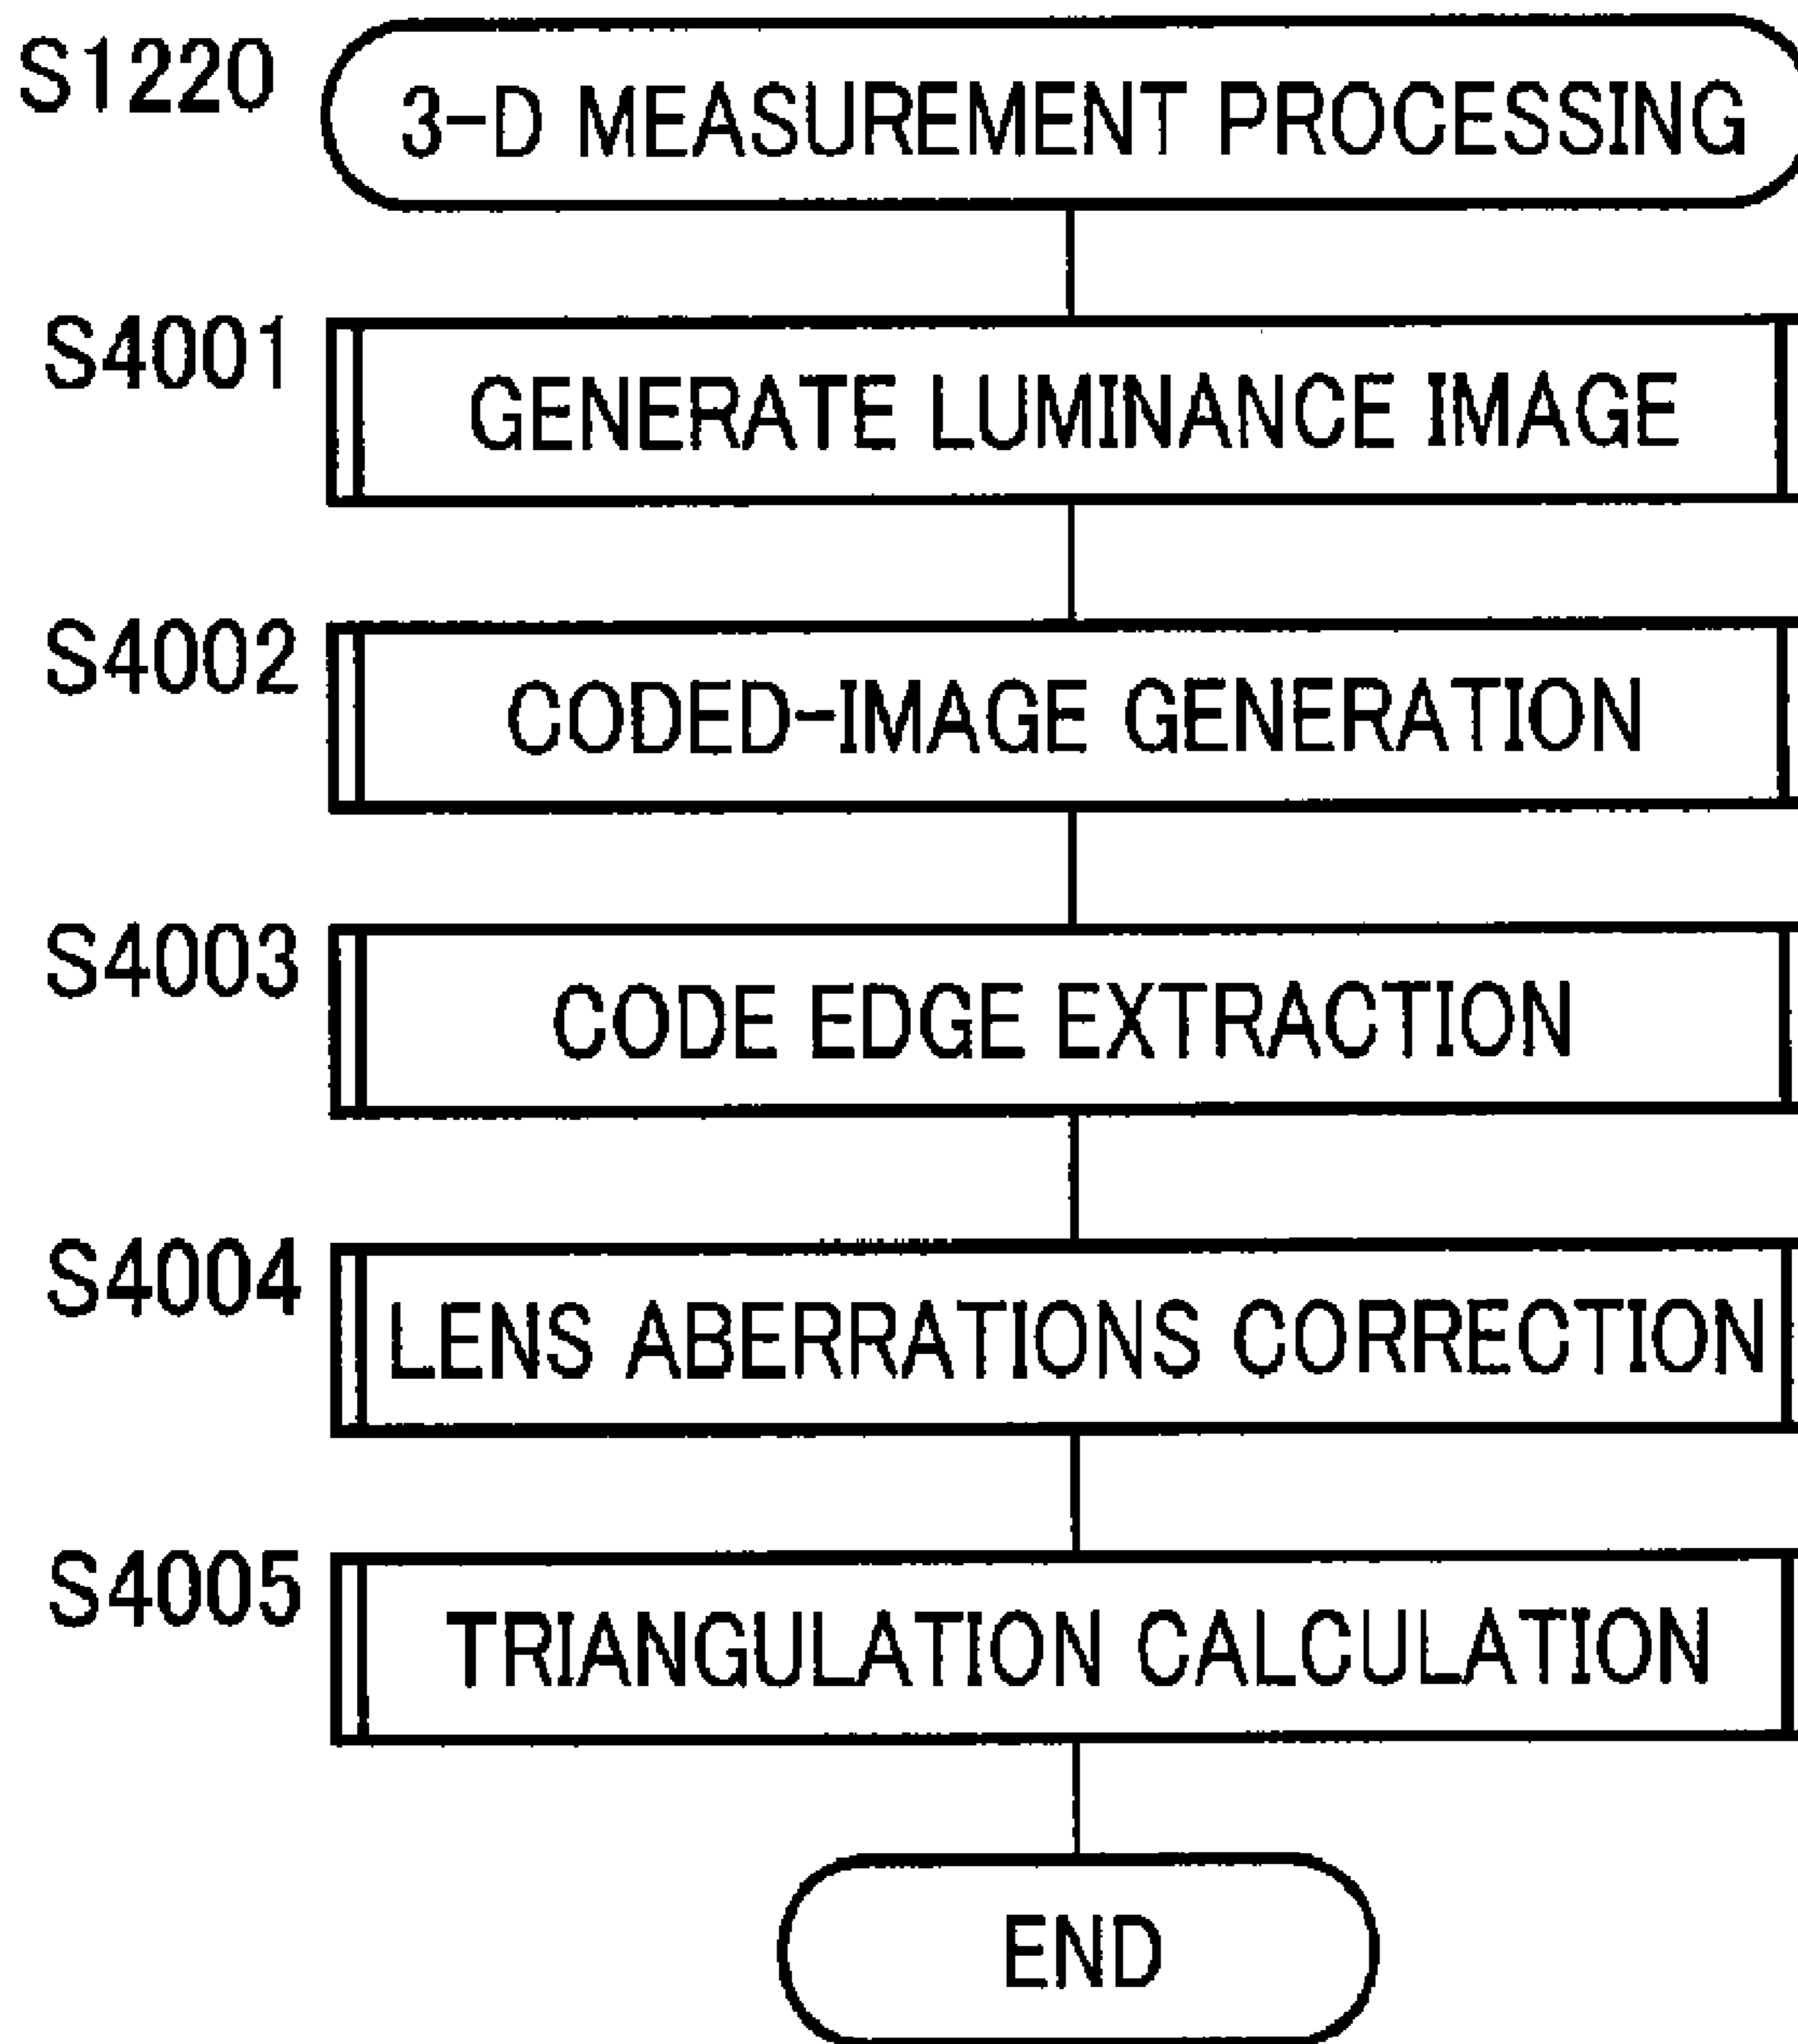 S1220 3-D MEASUREMENT PROCESSING
S4001 GENERATE LUMINANCE IMAGE
S4002 CODED-IMAGE GENERATION
S4003 CODE EDGE EXTRACTION
S4004 LENS ABERRATIONS CORRECTION
S4005 TRIANGULATION CALCULATION
END